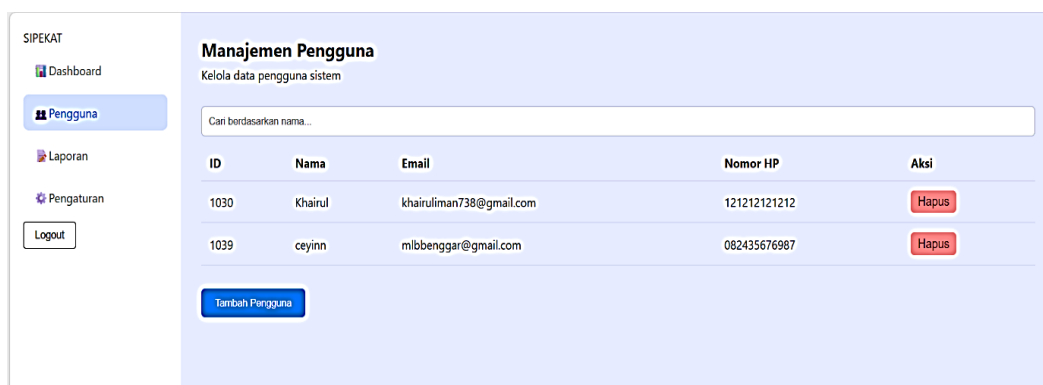 SIPEKAT
Dashboard
Pengguna
Laporan
Pengaturan
Logout
Manajemen Pengguna
Kelola data pengguna sistem
Cari berdasarkan nama...
ID Nama Email Nomor HP Aksi
1030 Khairul khairuliman738@gmail.com 121212121212 Hapus
1039 ceyinn mlbbenggar@gmail.com 082435676987 Hapus
Tambah Pengguna